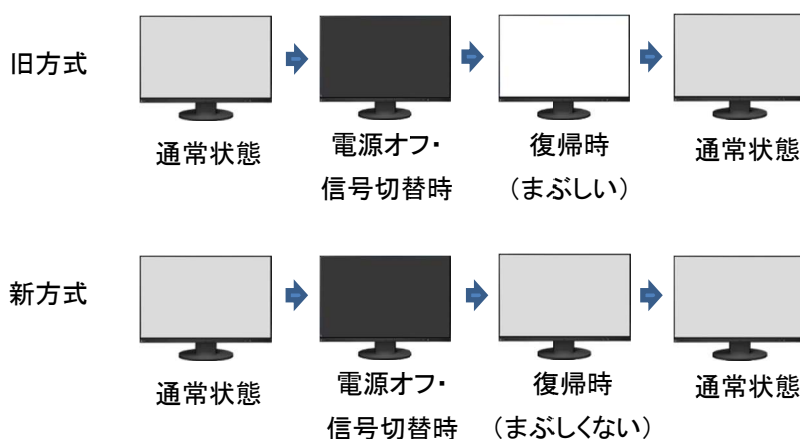 旧方式
通常状態
電源オフ・
信号切替時
復帰時
（まぶしい）
通常状態
新方式
通常状態
電源オフ・
信号切替時
復帰時
（まぶしくない）
通常状態